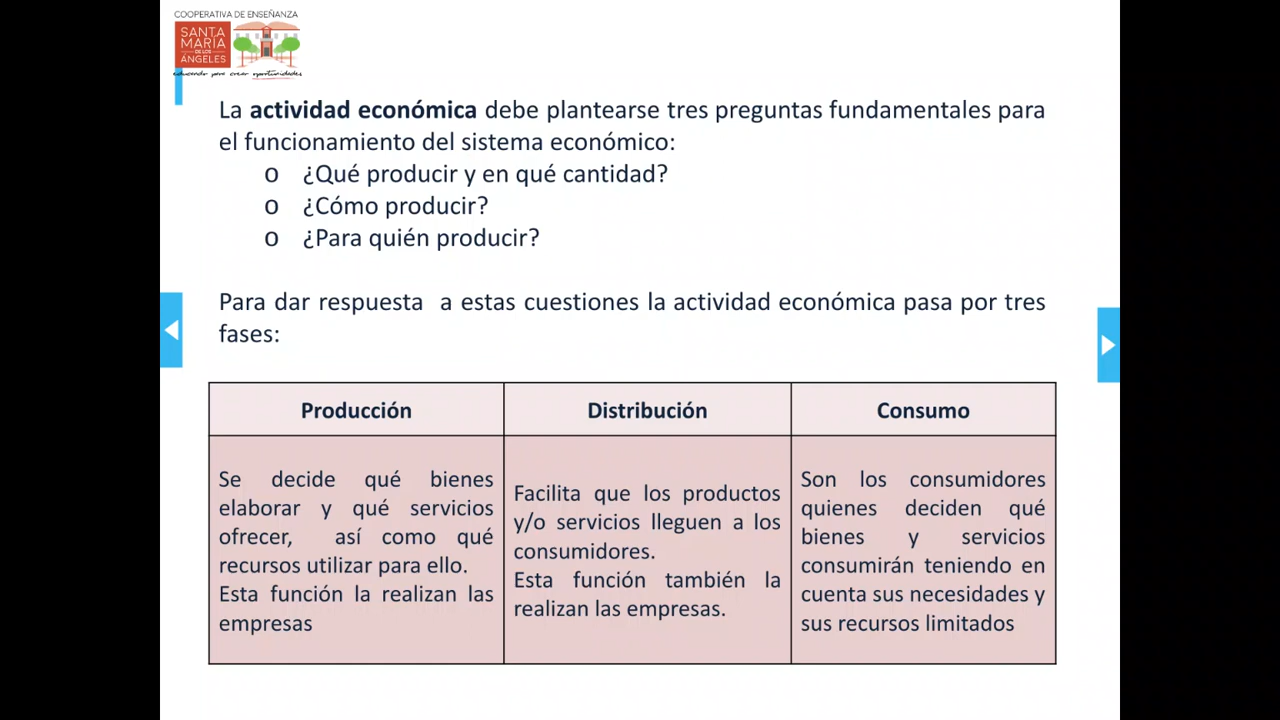 COOPERATIVA DE ENSEÑANZA
SANTA
MARÍA
DE LOS
ÁNGELES
educando para crear oportunidades
La actividad económica debe plantearse tres preguntas fundamentales para
el funcionamiento del sistema económico:
o ¿Qué producir y en qué cantidad?
o ¿Cómo producir?
o ¿Para quién producir?
Para dar respuesta a estas cuestiones la actividad económica pasa por tres
fases:
Producción
Distribución
Consumo
Se decide qué bienes
elaborar y qué servicios
ofrecer, así como qué
recursos utilizar para ello.
Esta función la realizan las
empresas
Facilita que los productos
y/o servicios lleguen a los
consumidores.
Esta función también la
realizan las empresas.
Son los consumidores
quienes deciden qué
bienes y servicios
consumirán teniendo en
cuenta sus necesidades y
sus recursos limitados